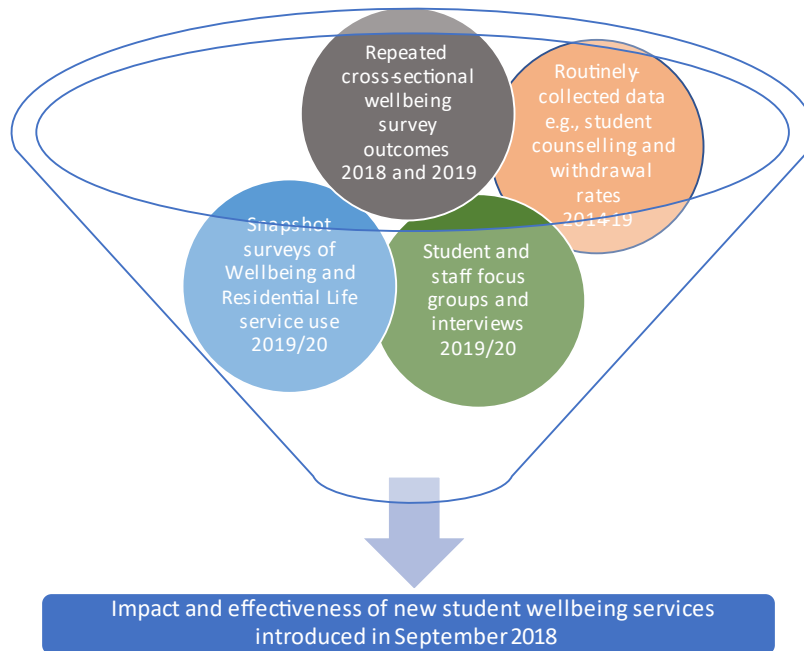 Repeated
cross-sectional
wellbeing
survey
outcomes
2018 and 2019
Routinely-
collected data
e.g., student
counselling and
withdrawal
rates
2014-19
Snapshot
surveys of
Wellbeing and
Residential Life
service use
2019/20
Student and
staff focus
groups and
interviews
2019/20
Impact and effectiveness of new student wellbeing services
introduced in September 2018